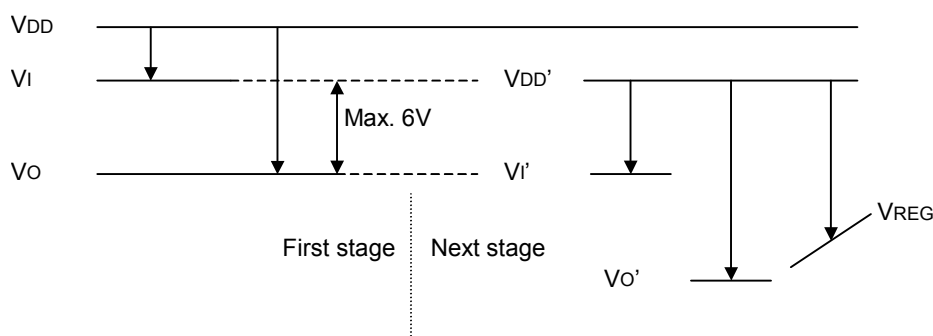 VDD
VI
VDD'
Max. 6V
VO
VI'
VREG
First stage
Next stage
VO'